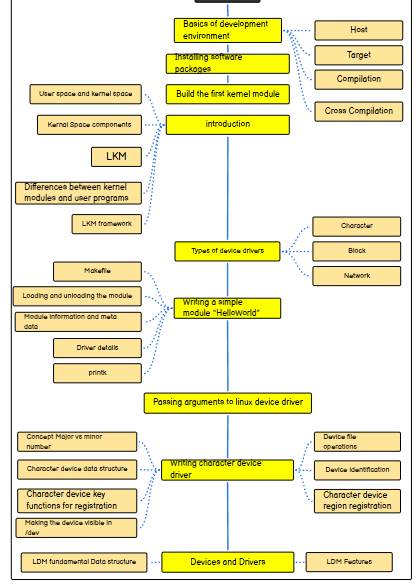 Basics of development
environment
Host
Target
Compilation
Cross Compilation
Installing software
packages
Build the first kernel module
introduction
User space and kernel space
Kernal Space components
LKM
Differences between kernel
modules and user programs
LKM framework
Types of device drivers
Character
Block
Network
Writing a simple
module "HelloWorld"
Makefile
Loading and unloading the module
Module information and meta
data
Driver details
printk
Passing arguments to linux device driver
Writing character device
driver
Concept Major vs minor
number
Character device data structure
Character device key
functions for registration
Making the device visible in
/dev
Device file
operations
Device identification
Character device
region registration
Devices and Drivers
LDM fundamental Data structure
LDM Features